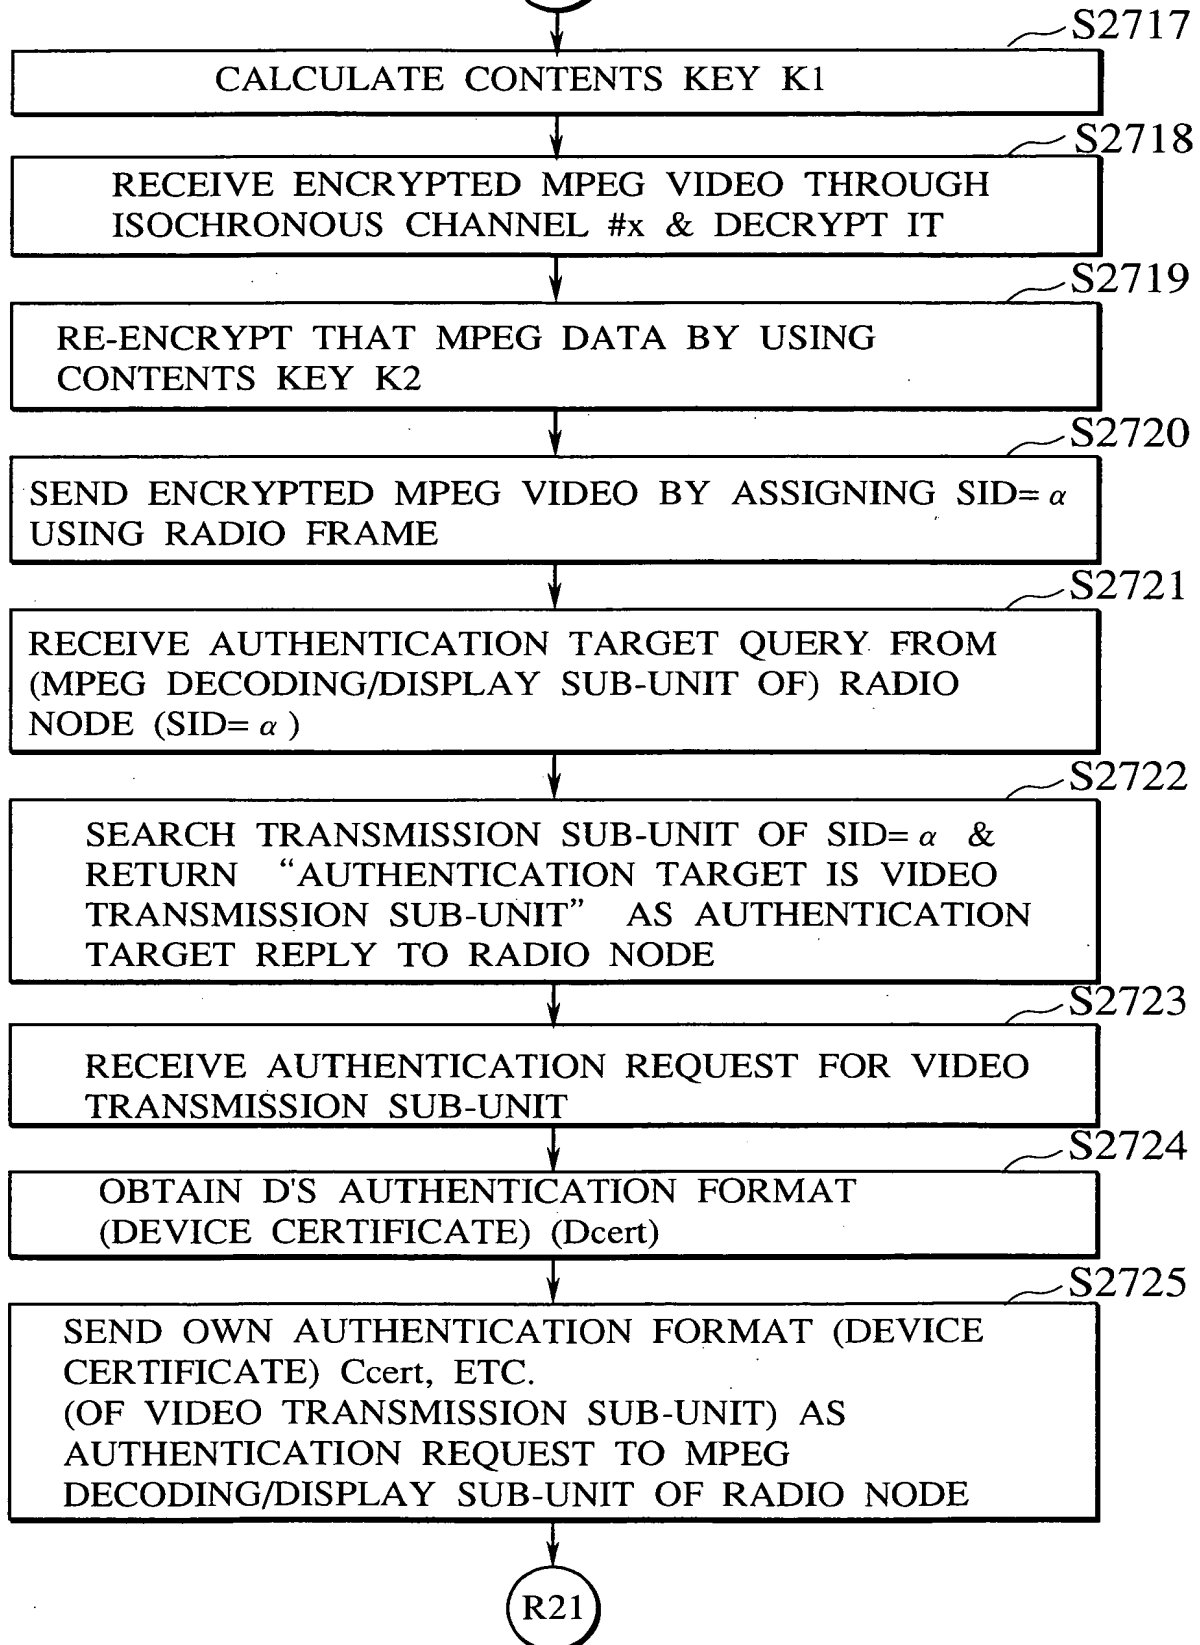 S2717
CALCULATE CONTENTS KEY K1
S2718
RECEIVE ENCRYPTED MPEG VIDEO THROUGH
ISOCHRONOUS CHANNEL #x & DECRYPT IT
S2719
RE-ENCRYPT THAT MPEG DATA BY USING
CONTENTS KEY K2
S2720
SEND ENCRYPTED MPEG VIDEO BY ASSIGNING SID= α
USING RADIO FRAME
S2721
RECEIVE AUTHENTICATION TARGET QUERY FROM
(MPEG DECODING/DISPLAY SUB-UNIT OF) RADIO
NODE (SID= α )
S2722
SEARCH TRANSMISSION SUB-UNIT OF SID= α &
RETURN “AUTHENTICATION TARGET IS VIDEO
TRANSMISSION SUB-UNIT” AS AUTHENTICATION
TARGET REPLY TO RADIO NODE
S2723
RECEIVE AUTHENTICATION REQUEST FOR VIDEO
TRANSMISSION SUB-UNIT
S2724
OBTAIN D'S AUTHENTICATION FORMAT
(DEVICE CERTIFICATE) (Dcert)
S2725
SEND OWN AUTHENTICATION FORMAT (DEVICE
CERTIFICATE) Ccert, ETC.
(OF VIDEO TRANSMISSION SUB-UNIT) AS
AUTHENTICATION REQUEST TO MPEG
DECODING/DISPLAY SUB-UNIT OF RADIO NODE
R21